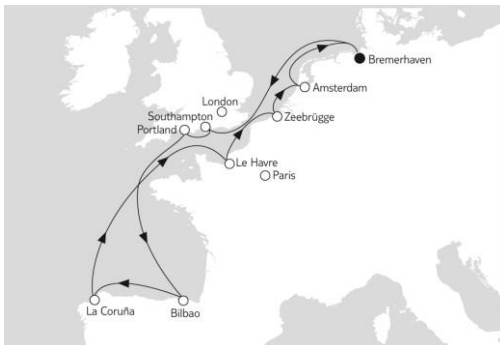 Bremerhaven
Amsterdam
London
Southampton
Zeebrügge
Portland
Le Havre
Paris
La Coruña
Bilbao